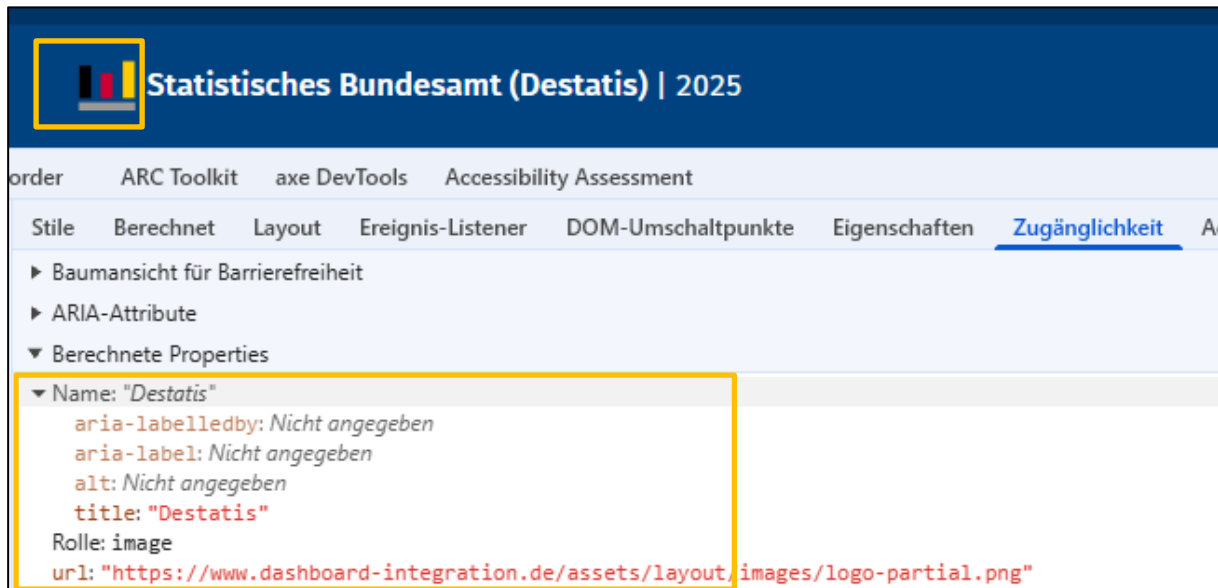 Statistisches Bundesamt (Destatis) | 2025
order ARC Toolkit axe DevTools Accessibility Assessment
Stile Berechnet Layout Ereignis-Listener DOM-Umschaltpunkte Eigenschaften Zugänglichkeit
Baumansicht für Barrierefreiheit
ARIA-Attribute
Berechnete Properties
Name: "Destatis"
aria-labelledby: Nicht angegeben
aria-label: Nicht angegeben
alt: Nicht angegeben
title: "Destatis"
Rolle: image
url: "https://www.dashboard-integration.de/assets/layout/images/logo-partial.png"